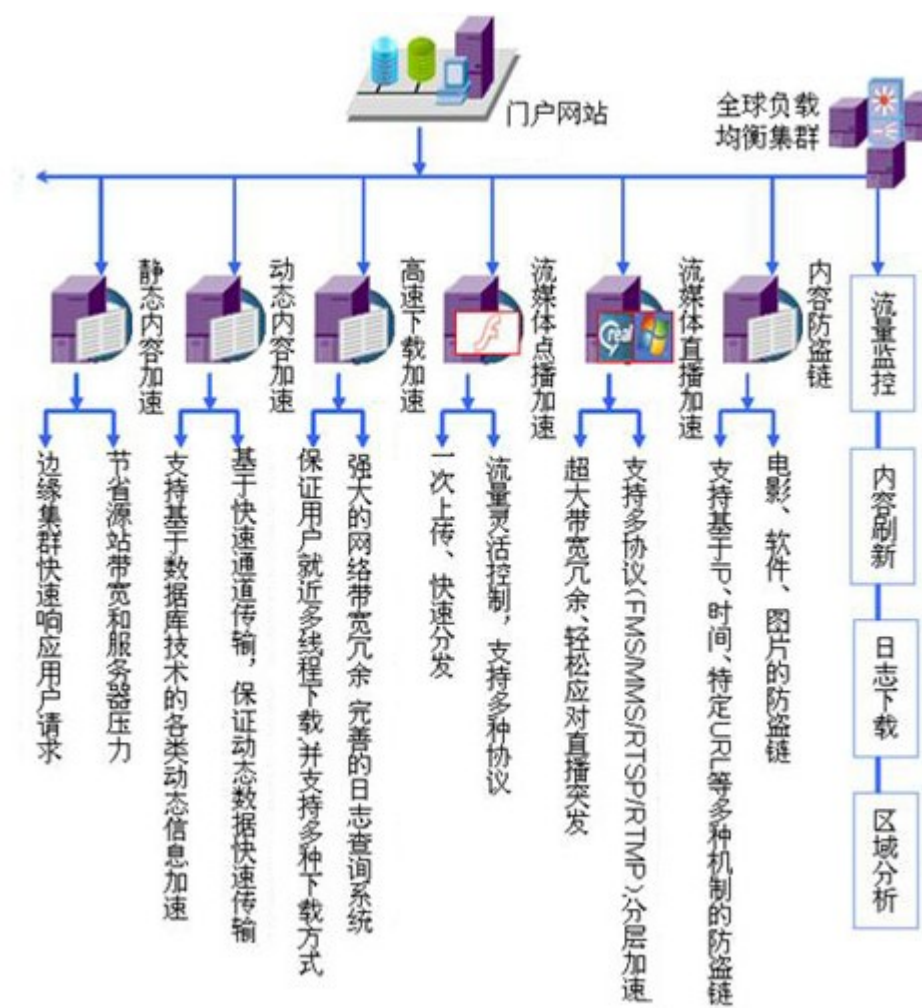 门户网站
全球负载
均衡集群
静态内容加速
动态内容加速
高速下载加速
流媒体点播加速
流媒体直播加速
内容防盗链
流量监控
边缘集群快速响应用户请求
节省源站带宽和服务器压力
支持基于数据库技术的各类动态信息加速
基于快速通道传输，保证动态数据快速传输
保证用户就近多线程下载、并支持多种下载方式
强大的网络带宽冗余 完善的日志查询系统
一次上传、快速分发
流量灵活控制，支持多种协议
超大带宽冗余、轻松应对直播突发
支持多协议(FMS/MMS/RTSP/RTMP)分层加速
支持基于IP、时间、特定URL等多种机制的防盗链
电影、软件、图片的防盗链
内容刷新
日志下载
区域分析
real